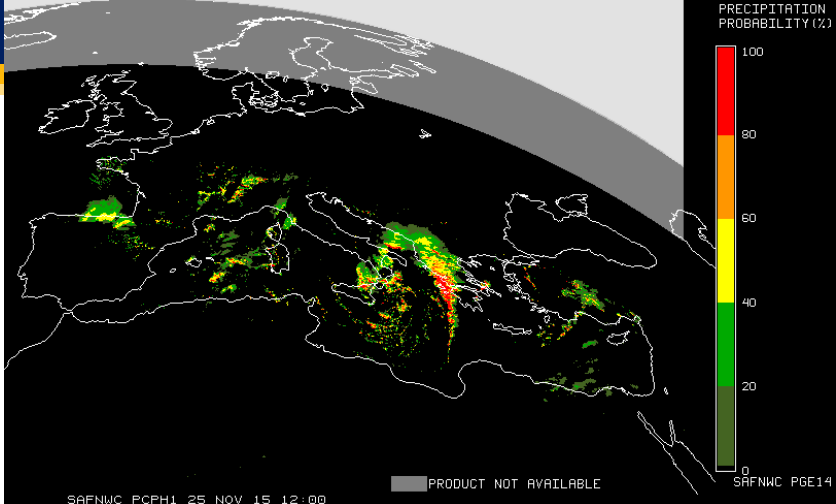 PRECIPITATION
PROBABILITY(%)
100
80
60
40
20
0
PRODUCT NOT AVAILABLE
SAFNWC PGE14
SAFNWC PCPH1 25 NOV 15 12:00